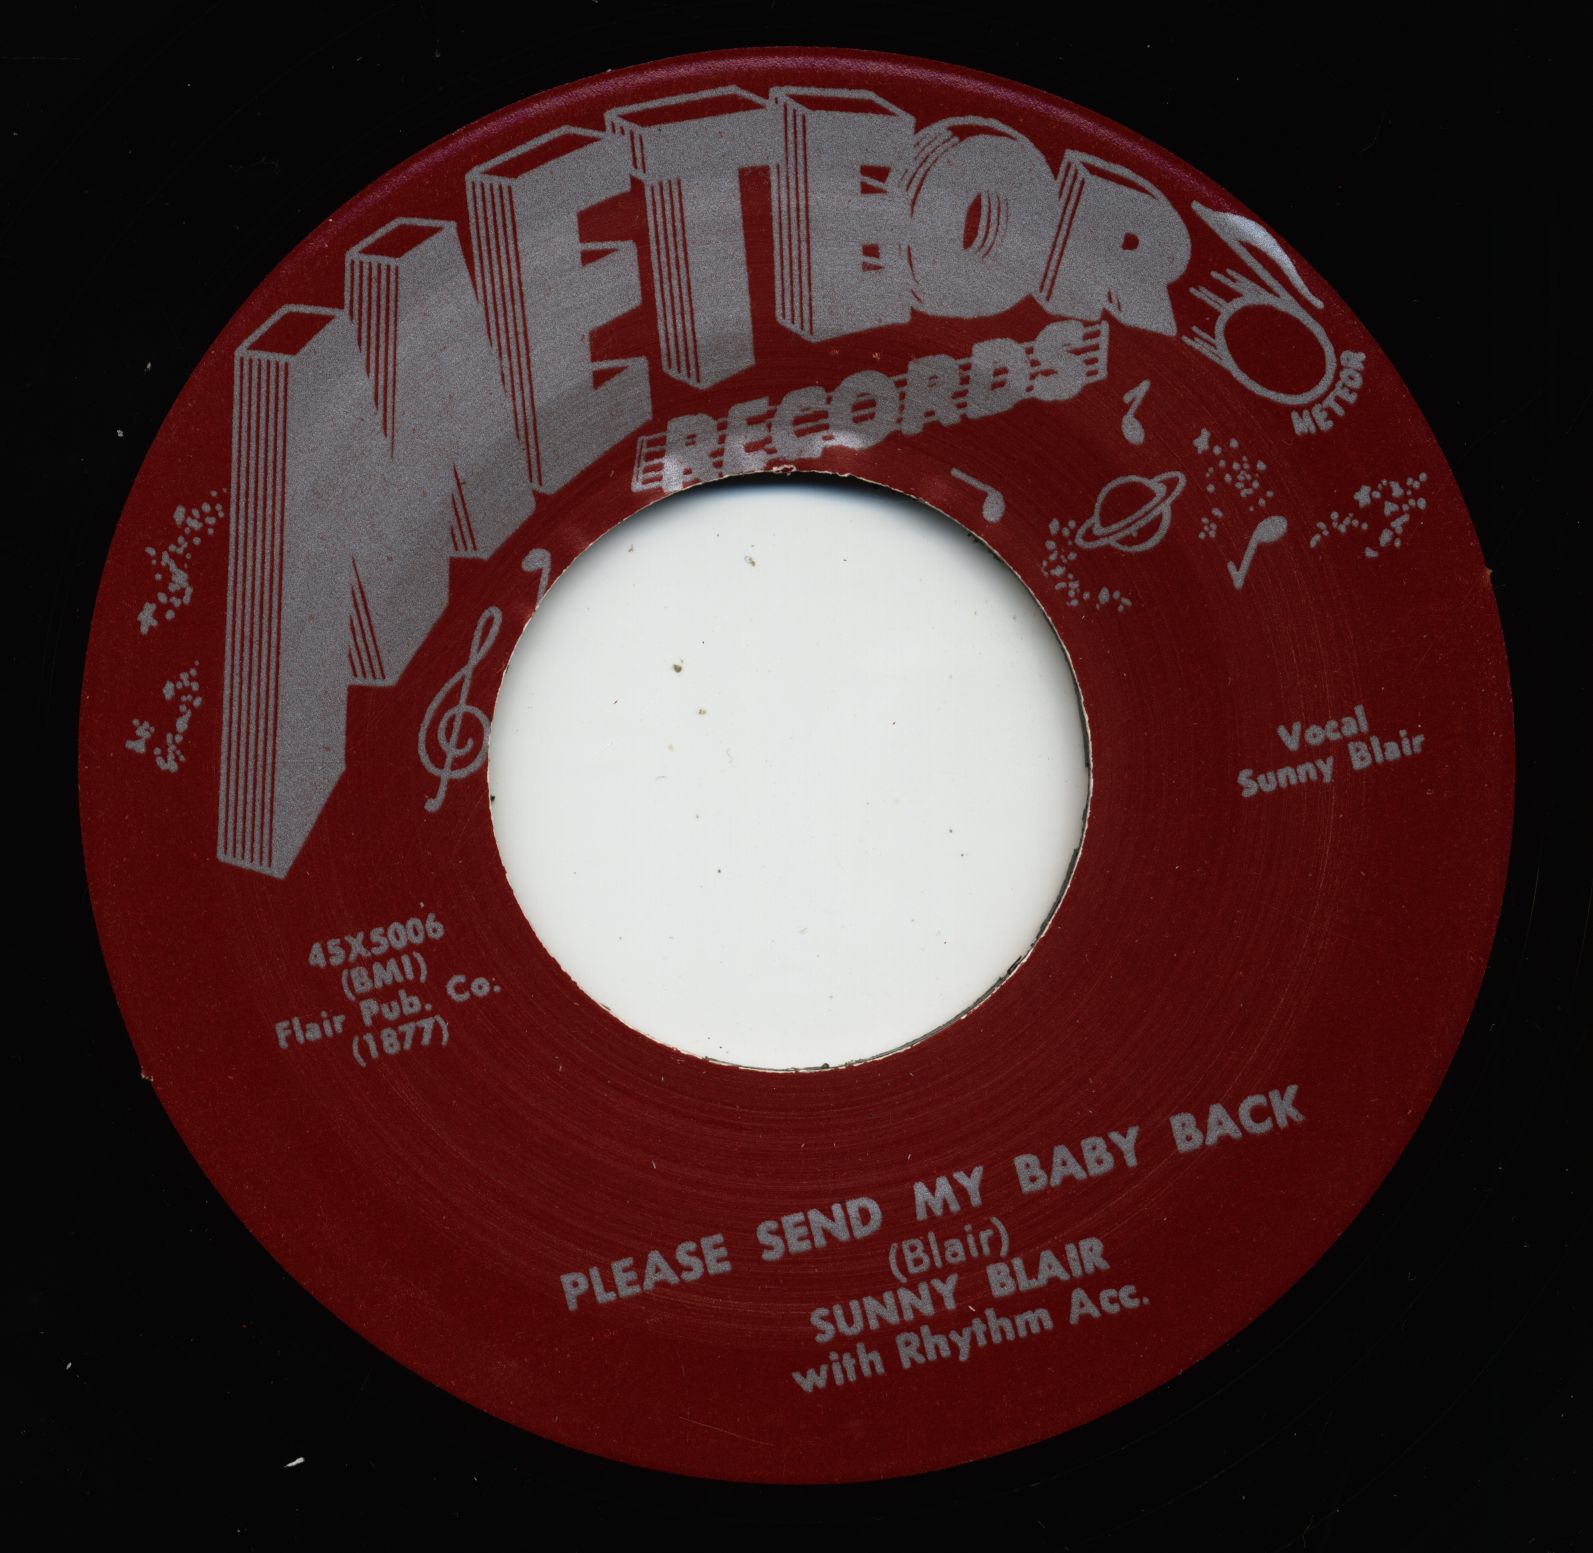 METEOR
RECORDS
METEOR
Vocal
Sunny Blair
45X5006
(BMI)
Flair Pub. Co.
(1877)
PLEASE SEND MY BABY BACK
(Blair)
SUNNY BLAIR
with Rhythm Acc.